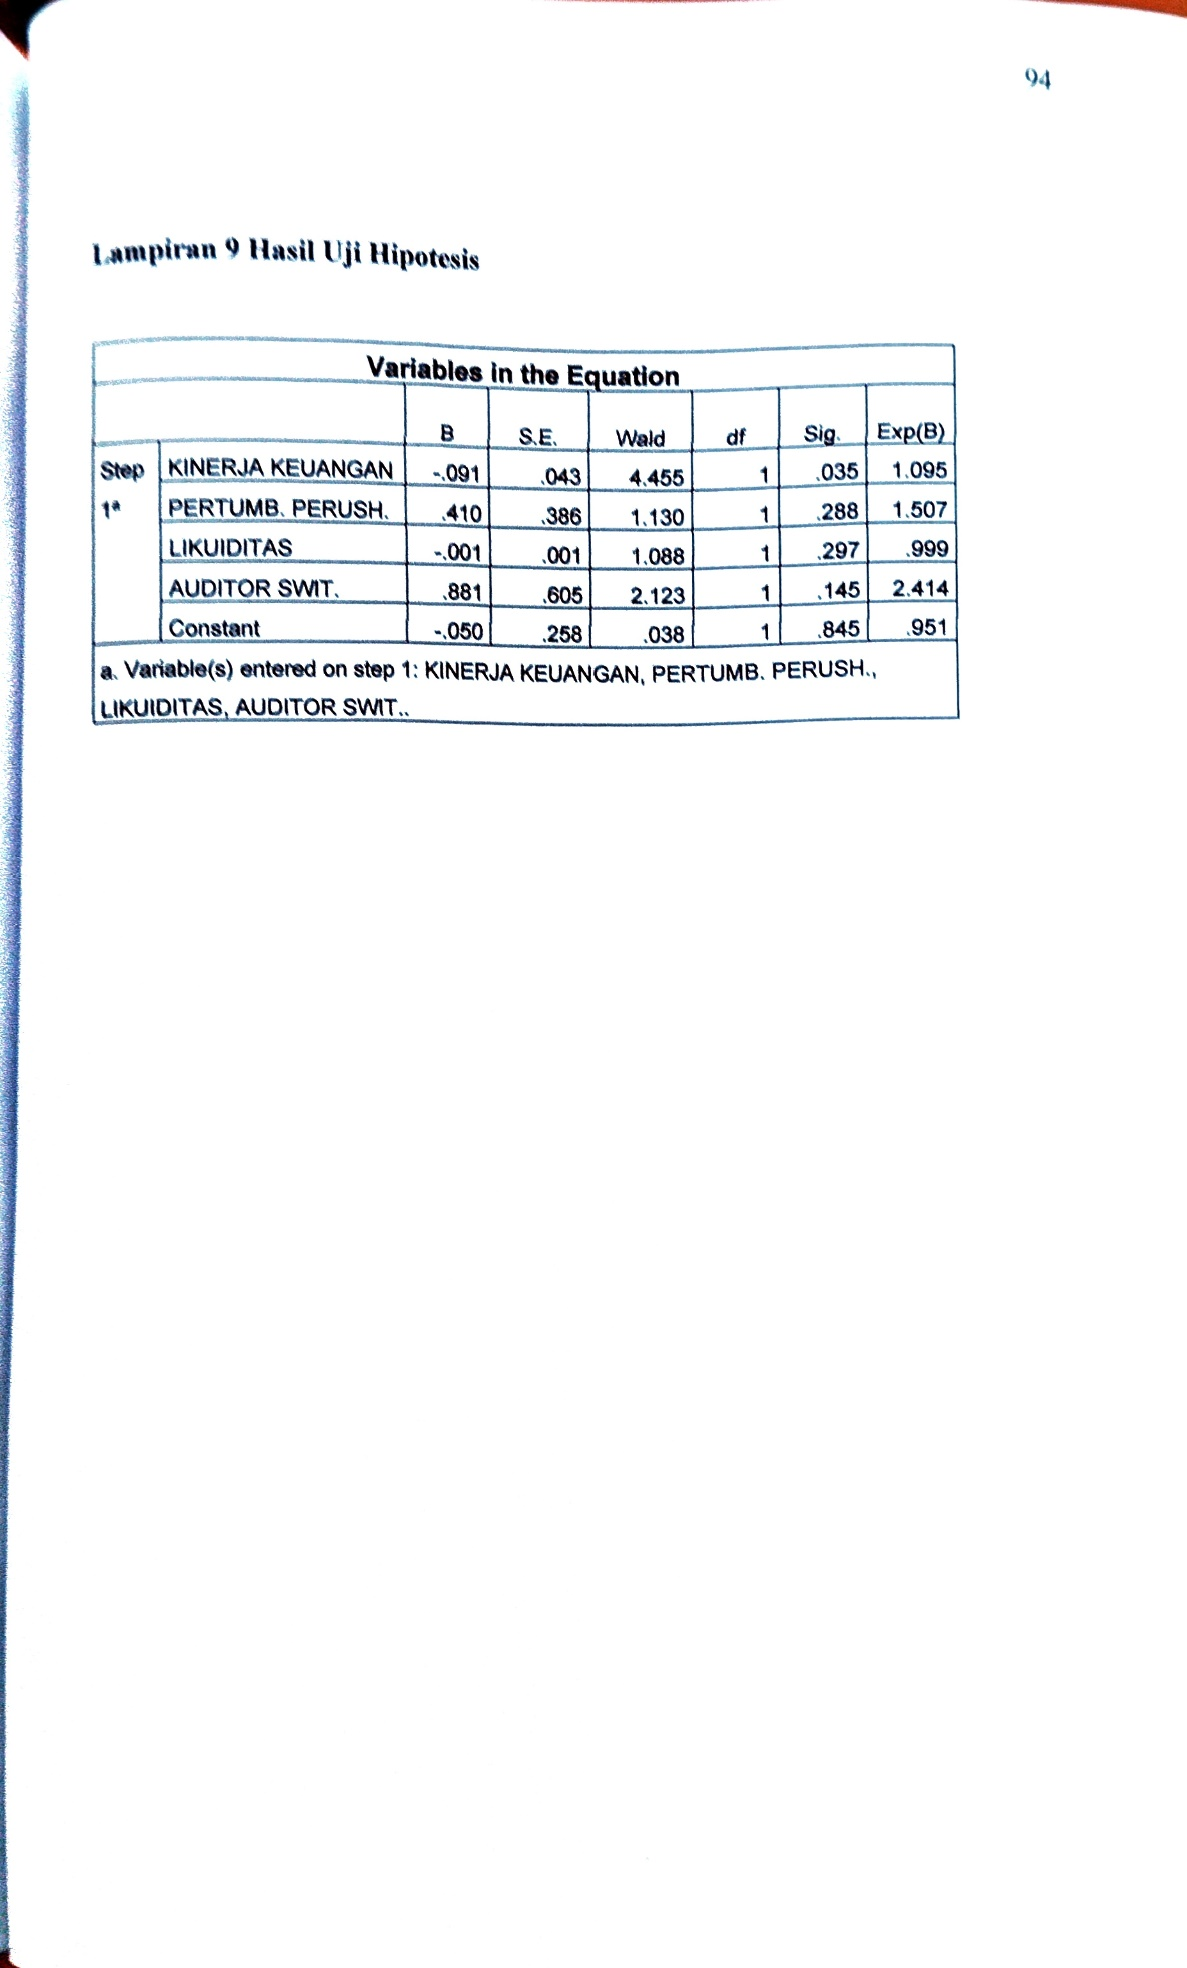 94
Lampiran 9 Hasil Uji Hipotesis
Variables in the Equation
B S.E. Wald df Sig. Exp(B)
Step 1ª KINERJA KEUANGAN -.091 .043 4.455 1 .035 1.095
PERTUMB. PERUSH. .410 .386 1.130 1 .288 1.507
LIKUIDITAS -.001 .001 1.088 1 .297 .999
AUDITOR SWIT. .881 .605 2.123 1 .145 2.414
Constant -.050 .258 .038 1 .845 .951
a. Variable(s) entered on step 1: KINERJA KEUANGAN, PERTUMB. PERUSH.,
LIKUIDITAS, AUDITOR SWIT..